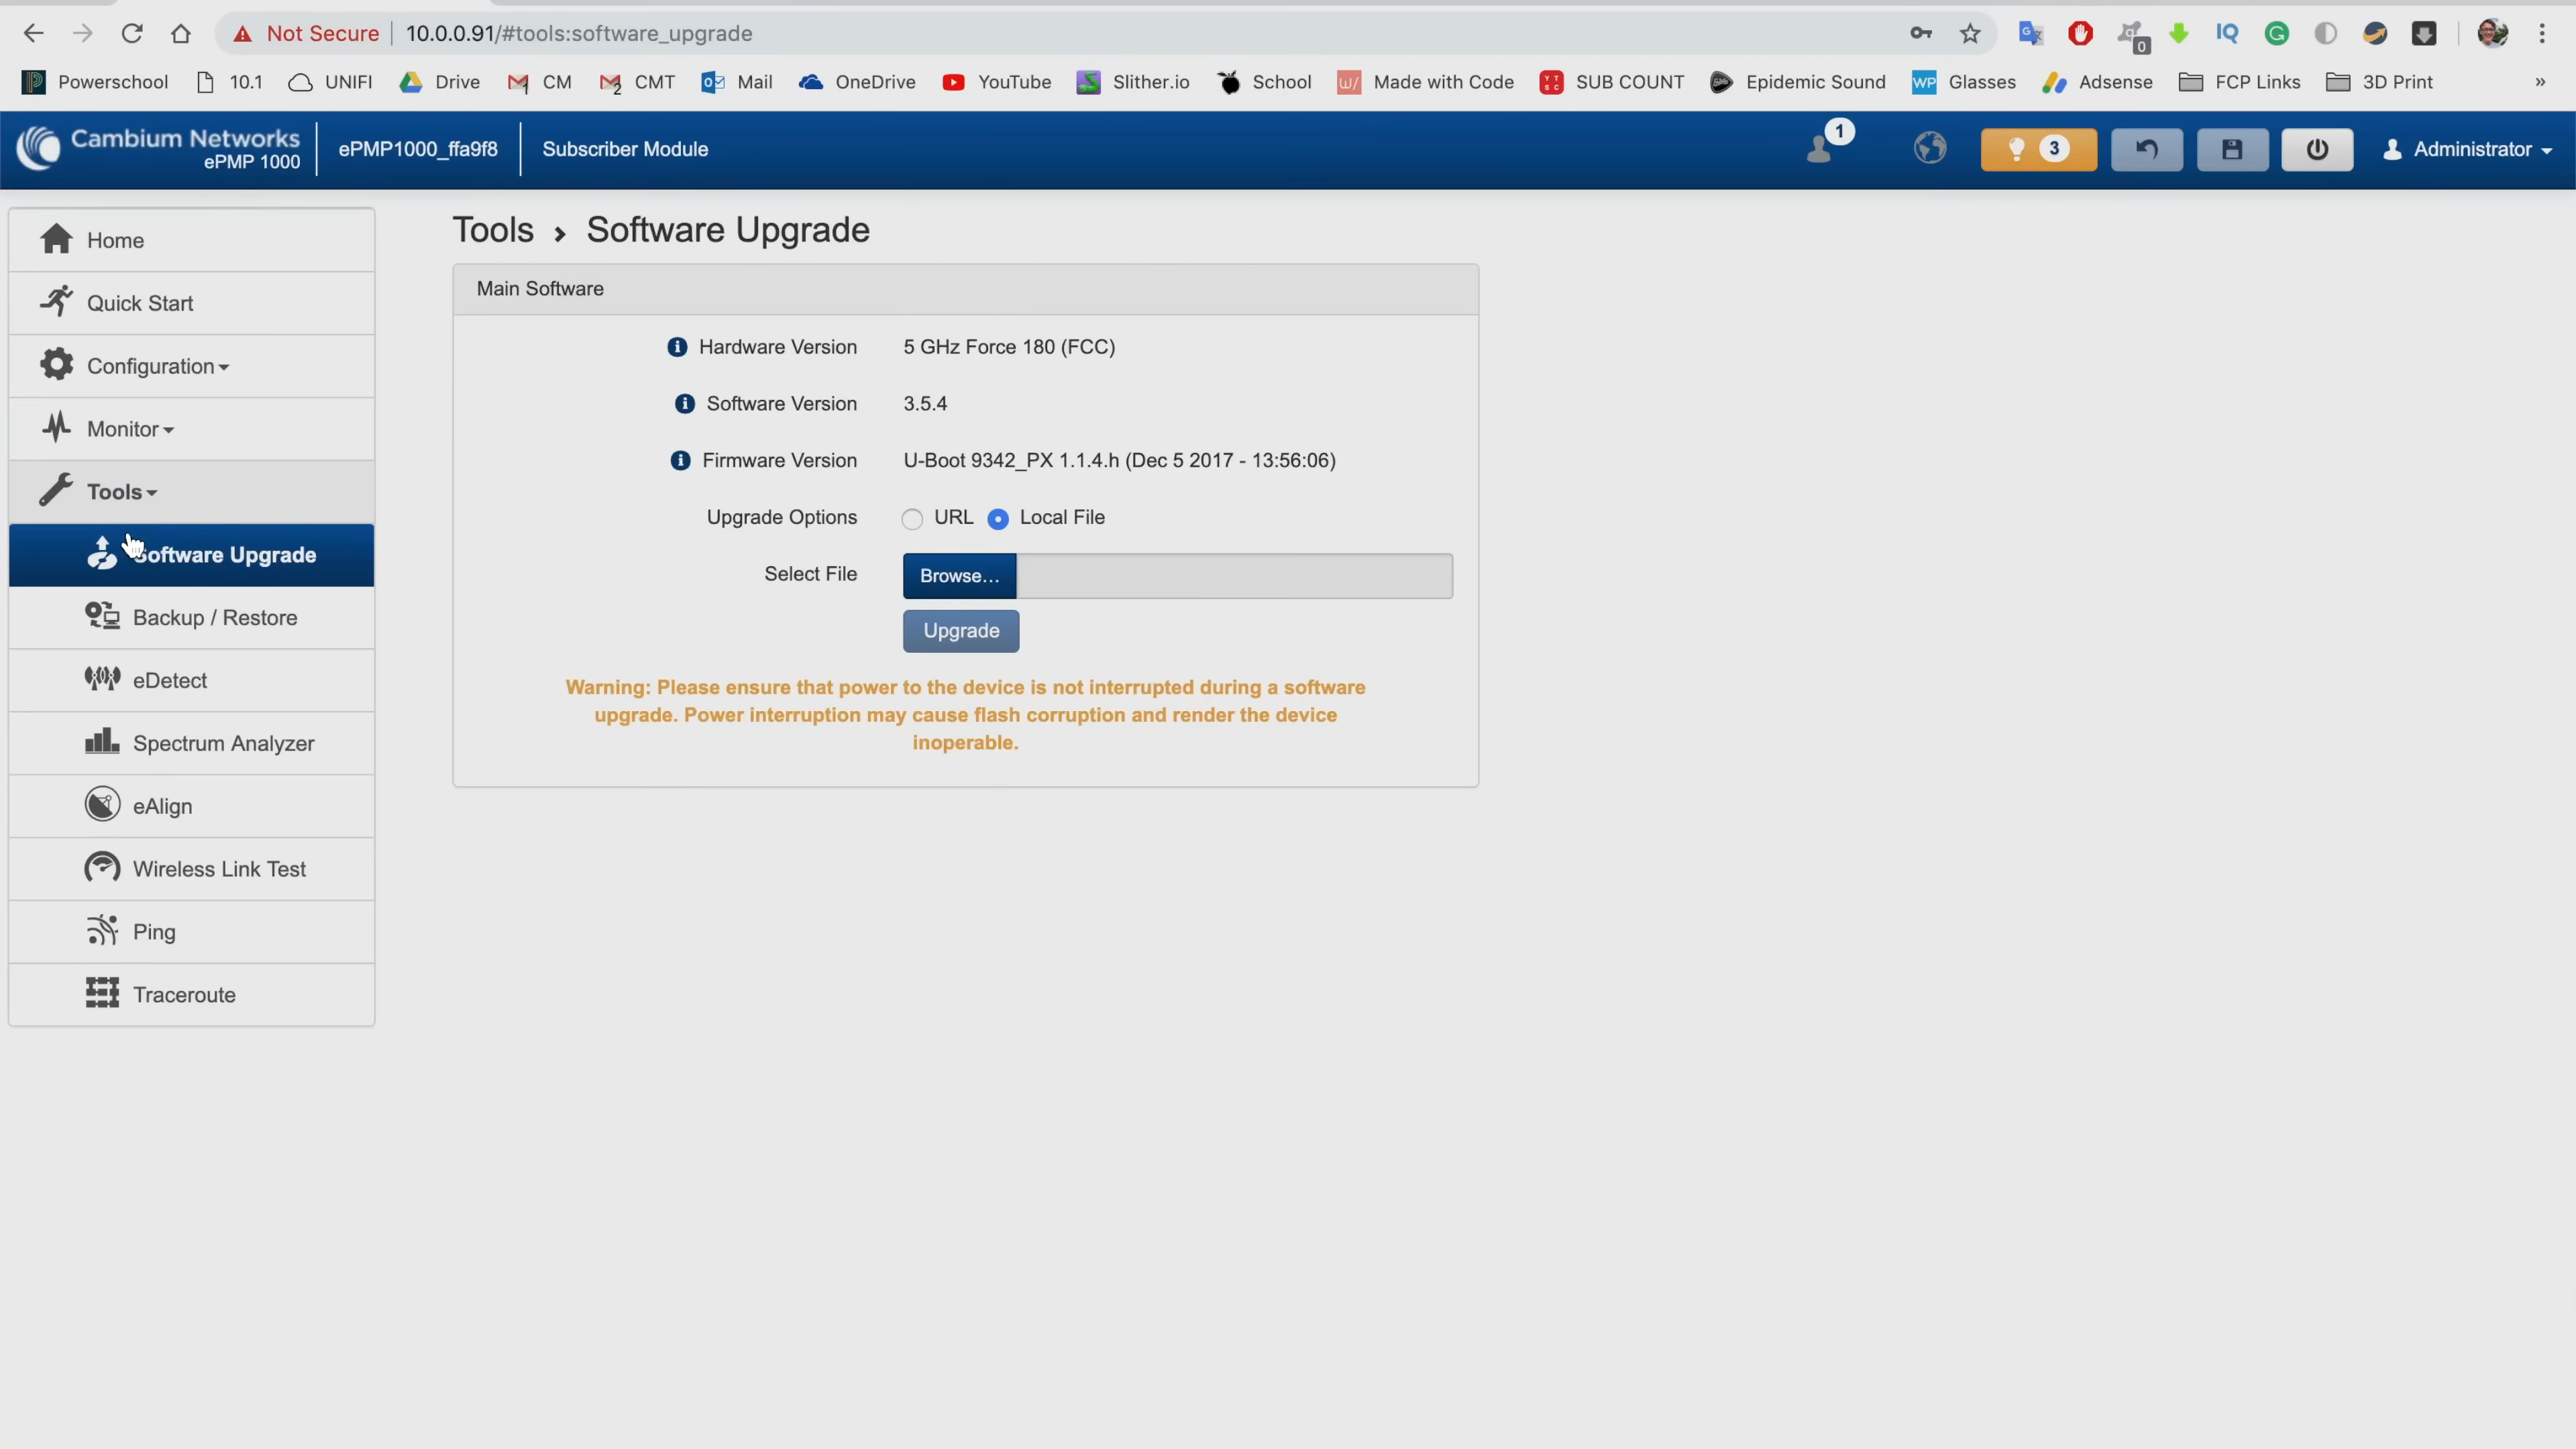 Not Secure 10.0.0.91/#tools:software_upgrade 0 IQ
Powerschool 10.1 UNIFI Drive CM CMT Mail OneDrive YouTube Slither.io School Made with Code SUB COUNT Epidemic Sound WP Glasses Adsense FCP Links 3D Print »
Cambium Networks
ePMP 1000
ePMP1000_ffa9f8
Subscriber Module
1
3
Administrator
Home
Quick Start
Configuration
Monitor
Tools
Software Upgrade
Backup / Restore
eDetect
Spectrum Analyzer
eAlign
Wireless Link Test
Ping
Traceroute
Tools › Software Upgrade
Main Software
Hardware Version 5 GHz Force 180 (FCC)
Software Version 3.5.4
Firmware Version U-Boot 9342_PX 1.1.4.h (Dec 5 2017 - 13:56:06)
Upgrade Options URL Local File
Select File Browse...
Upgrade
Warning: Please ensure that power to the device is not interrupted during a software
upgrade. Power interruption may cause flash corruption and render the device
inoperable.